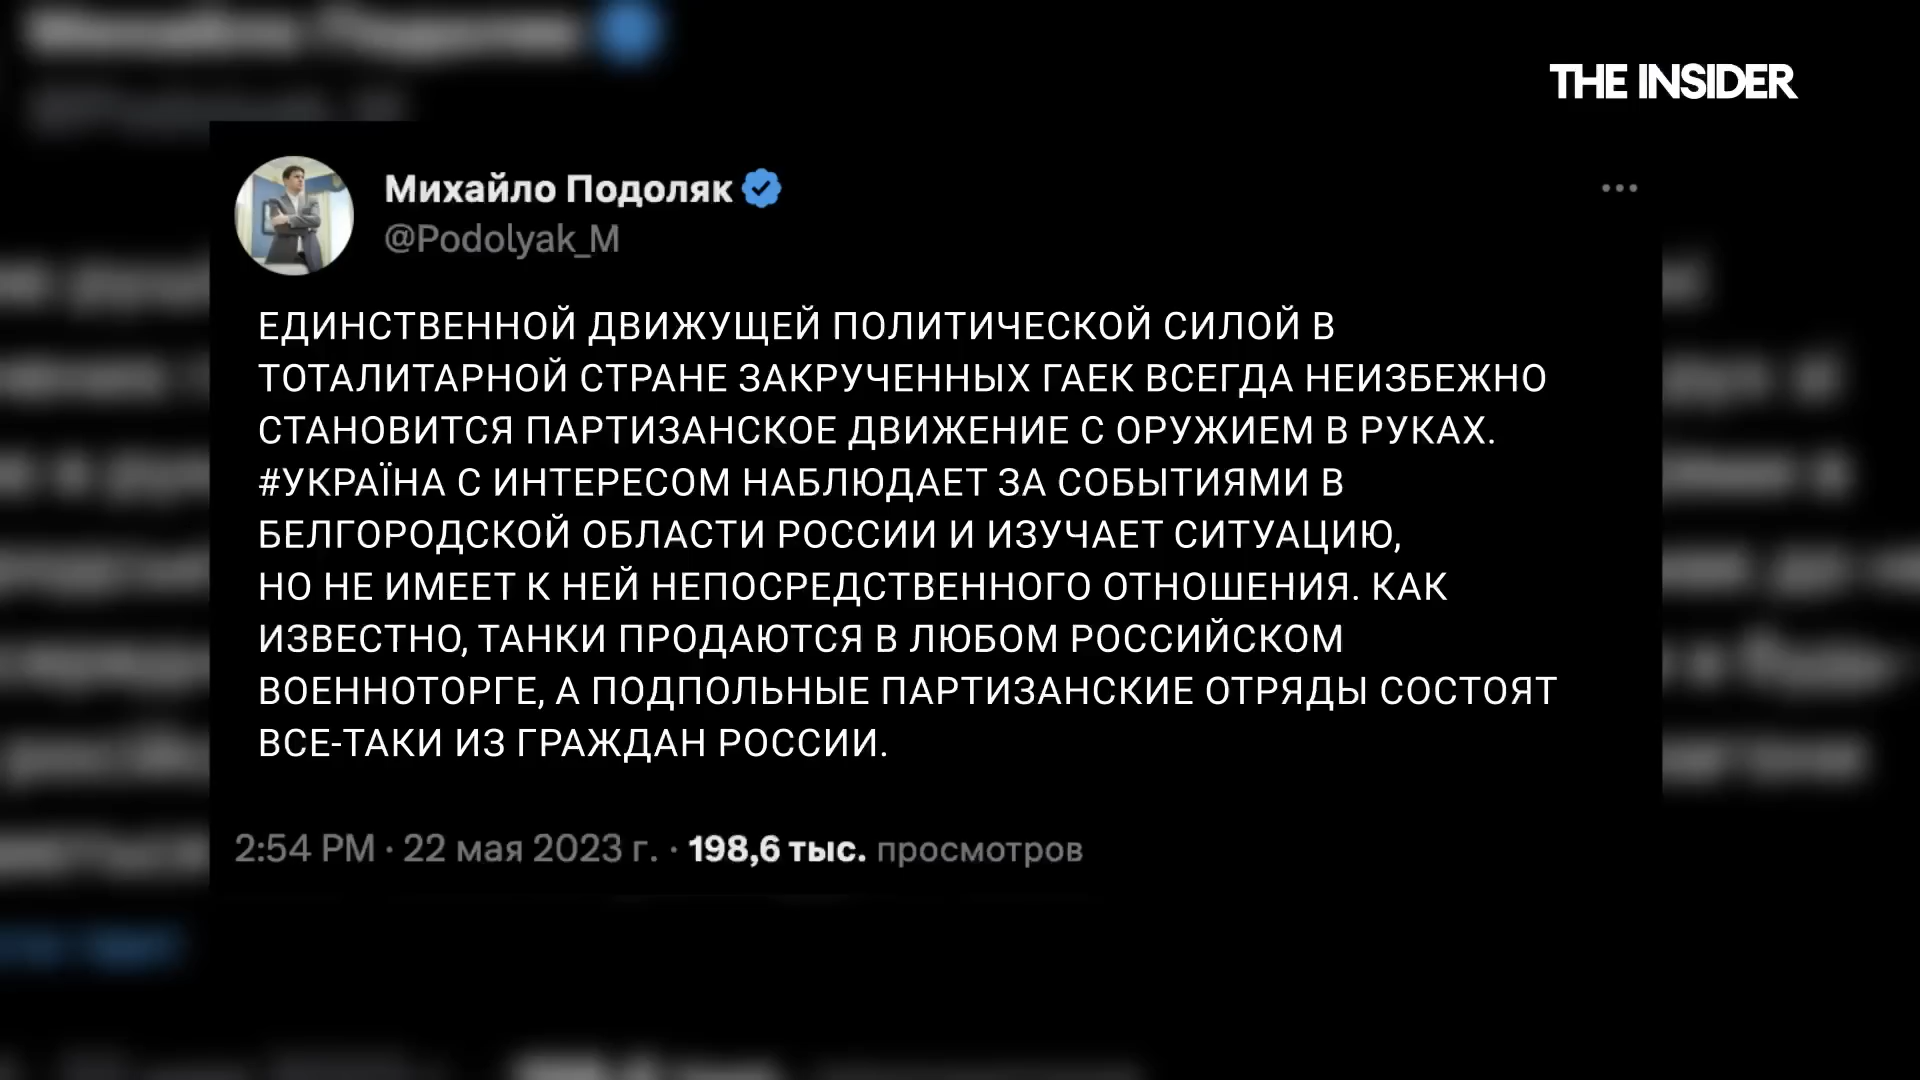 THE INSIDER
Михайло Подоляк
@Podolyak_M
ЕДИНСТВЕННОЙ ДВИЖУЩЕЙ ПОЛИТИЧЕСКОЙ СИЛОЙ В
ТОТАЛИТАРНОЙ СТРАНЕ ЗАКРУЧЕННЫХ ГАЕК ВСЕГДА НЕИЗБЕЖНО
СТАНОВИТСЯ ПАРТИЗАНСКОЕ ДВИЖЕНИЕ С ОРУЖИЕМ В РУКАХ.
#УКРАЇНА С ИНТЕРЕСОМ НАБЛЮДАЕТ ЗА СОБЫТИЯМИ В
БЕЛГОРОДСКОЙ ОБЛАСТИ РОССИИ И ИЗУЧАЕТ СИТУАЦИЮ,
НО НЕ ИМЕЕТ К НЕЙ НЕПОСРЕДСТВЕННОГО ОТНОШЕНИЯ. КАК
ИЗВЕСТНО, ТАНКИ ПРОДАЮТСЯ В ЛЮБОМ РОССИЙСКОМ
ВОЕННОТОРГЕ, А ПОДПОЛЬНЫЕ ПАРТИЗАНСКИЕ ОТРЯДЫ СОСТОЯТ
ВСЕ-ТАКИ ИЗ ГРАЖДАН РОССИИ.
2:54 PM · 22 мая 2023 г. · 198,6 тыс. просмотров